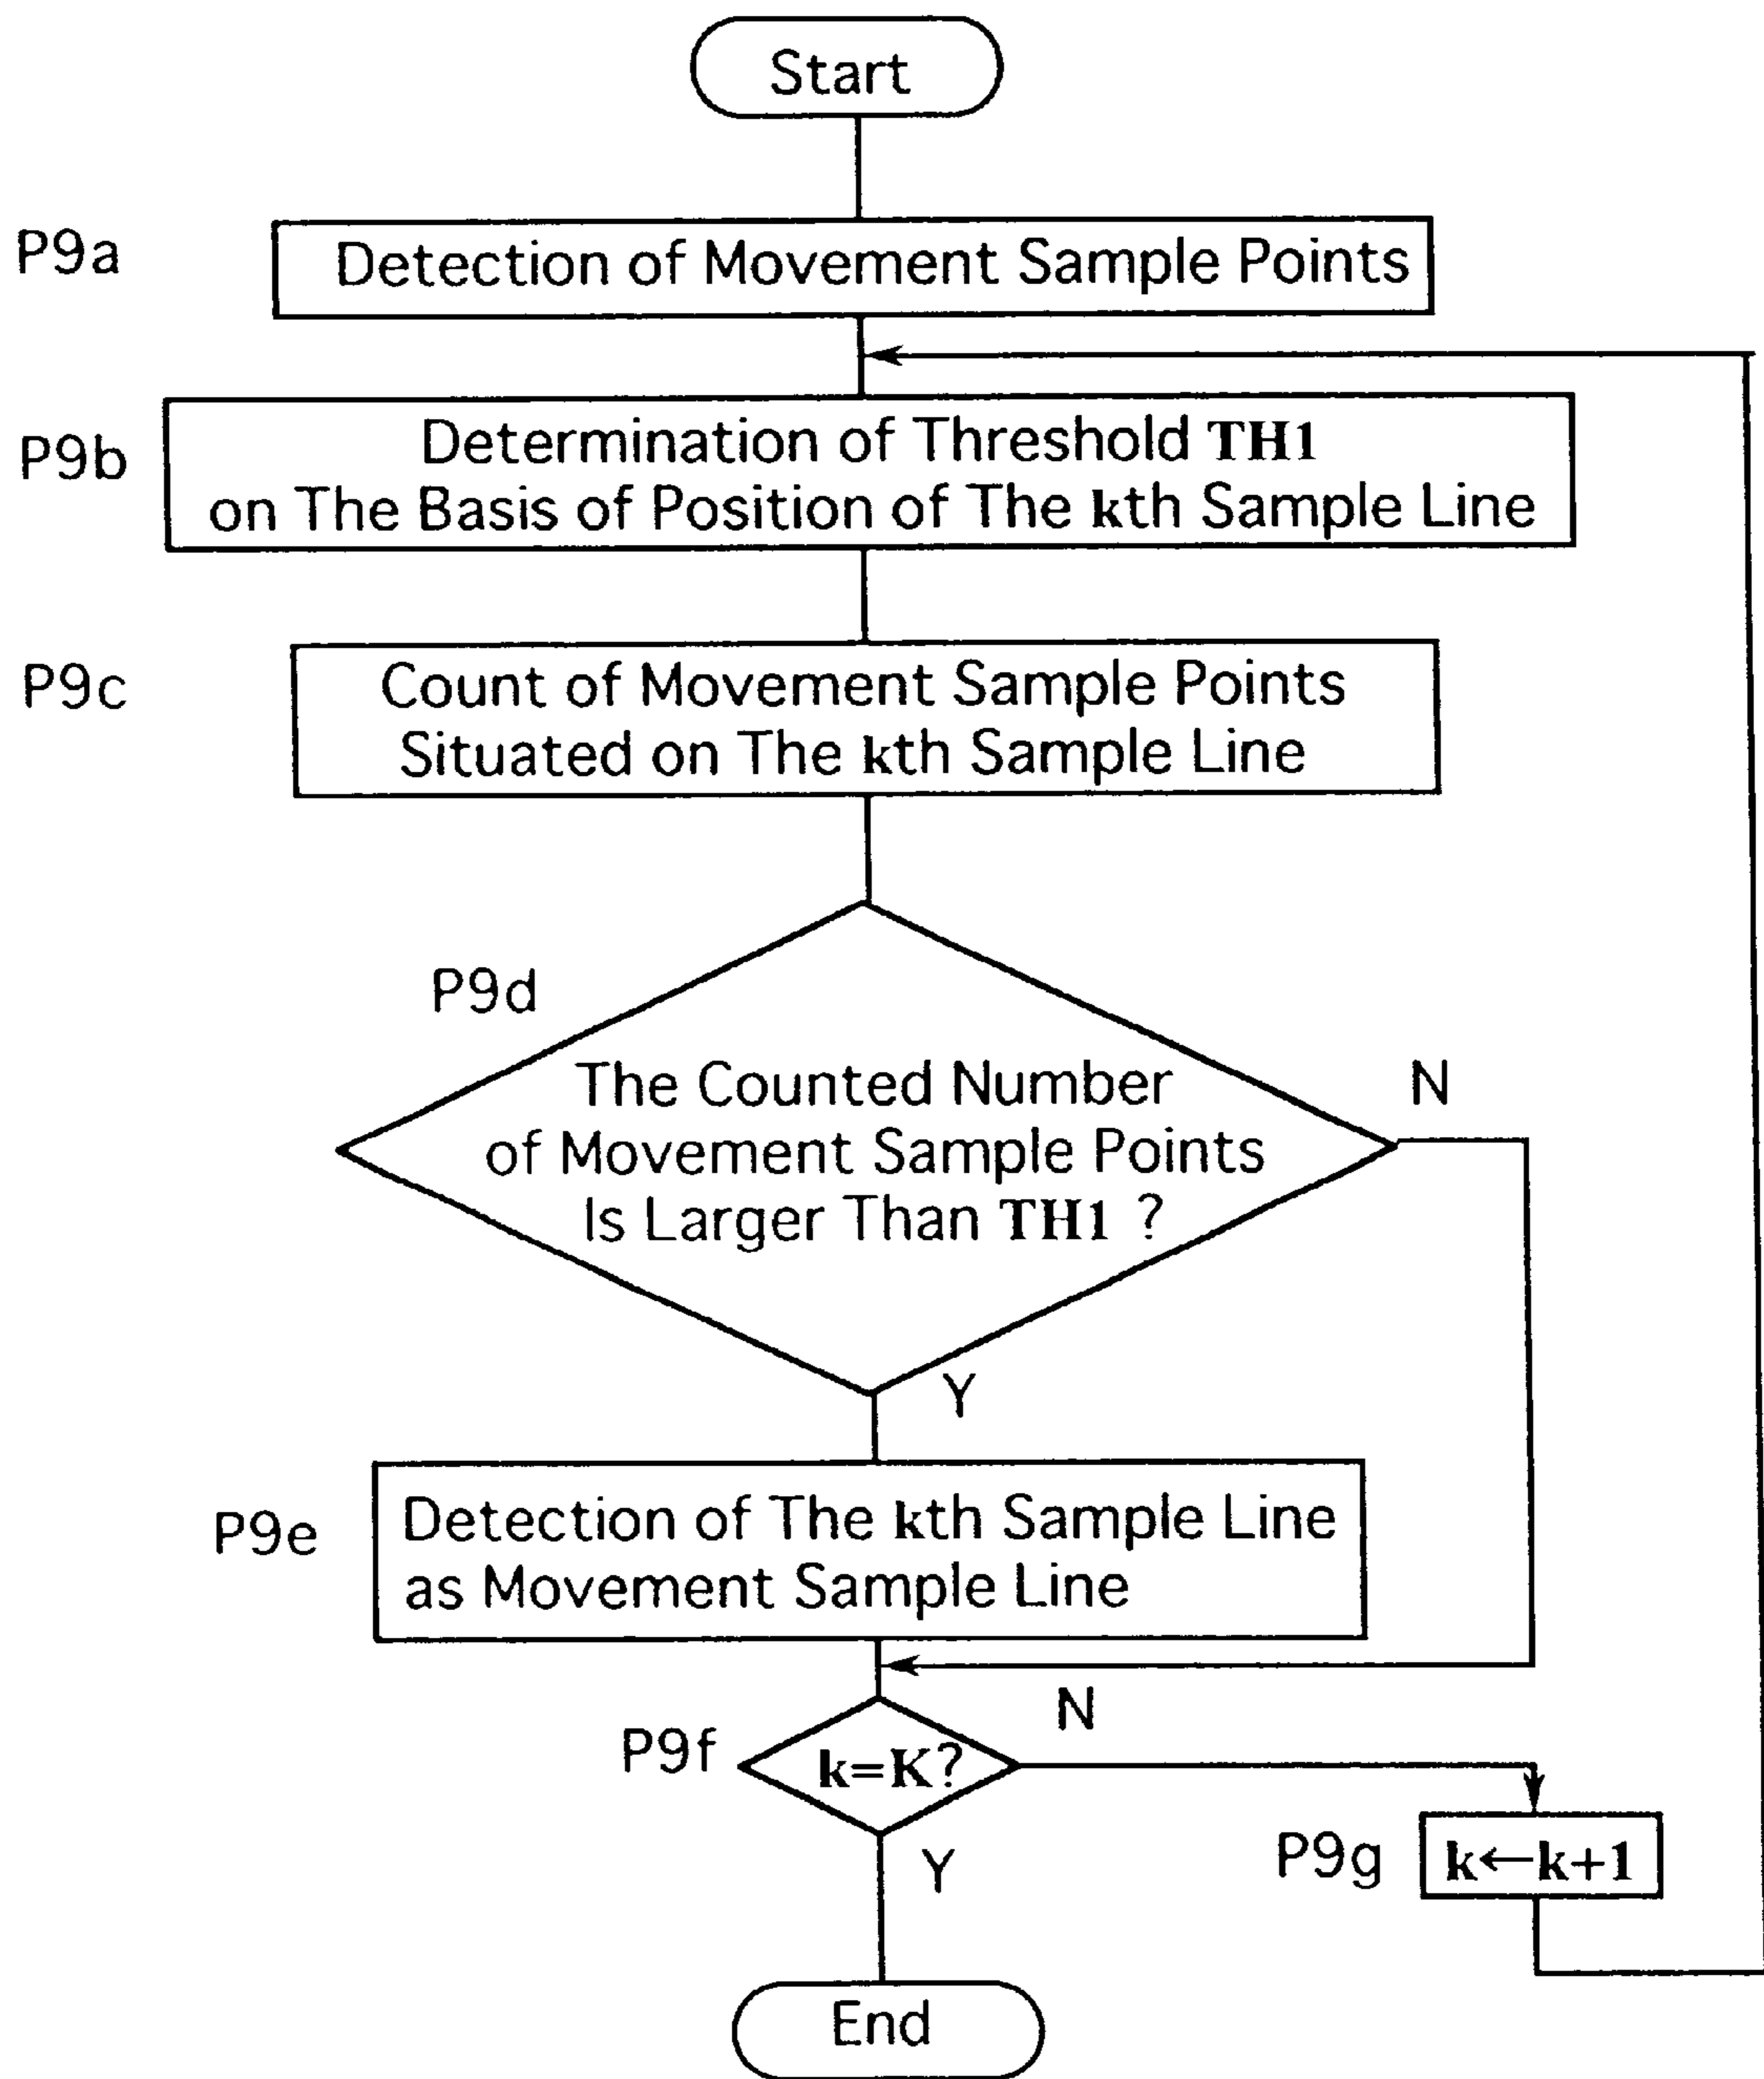 Start
P9a
Detection of Movement Sample Points
P9b
Determination of Threshold TH1
on The Basis of Position of The kth Sample Line
P9c
Count of Movement Sample Points
Situated on The kth Sample Line
P9d
The Counted Number
of Movement Sample Points
Is Larger Than TH1 ?
N
Y
P9e
Detection of The kth Sample Line
as Movement Sample Line
P9f
k=K?
N
Y
P9g
k←k+1
End